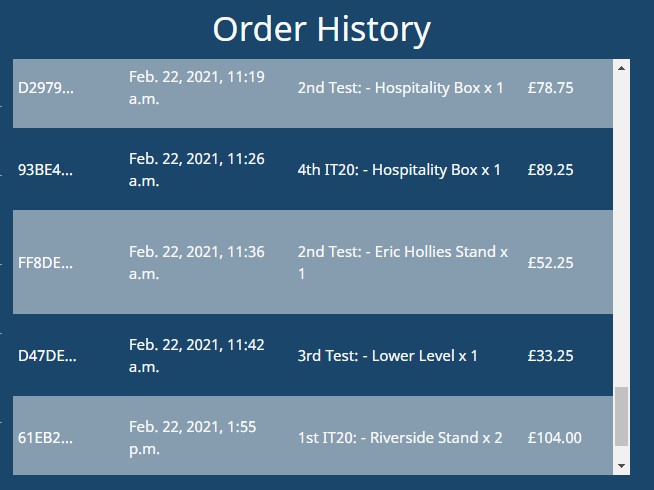 Order History
D2979...
Feb. 22, 2021, 11:19
a.m.
2nd Test: - Hospitality Box x 1
£78.75
93BE4...
Feb. 22, 2021, 11:26
a.m.
4th IT20: - Hospitality Box x 1
£89.25
FF8DE...
Feb. 22, 2021, 11:36
a.m.
2nd Test: - Eric Hollies Stand x
1
£52.25
D47DE...
Feb. 22, 2021, 11:42
a.m.
3rd Test: - Lower Level x 1
£33.25
61EB2...
Feb. 22, 2021, 1:55
p.m.
1st IT20: - Riverside Stand x 2
£104.00